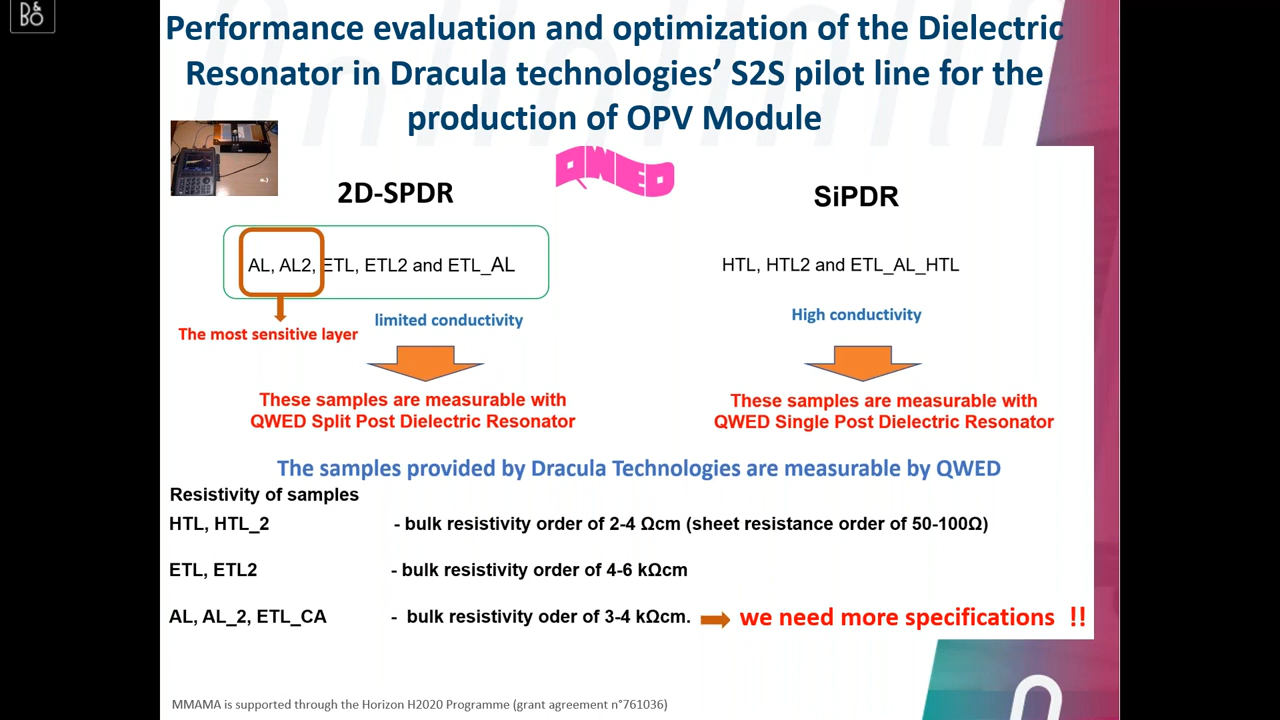 B&O
Performance evaluation and optimization of the Dielectric
Resonator in Dracula technologies’ S2S pilot line for the
production of OPV Module
QWED
2D-SPDR
SiPDR
AL, AL2, ETL, ETL2 and ETL_AL
HTL, HTL2 and ETL_AL_HTL
The most sensitive layer
limited conductivity
High conductivity
These samples are measurable with
QWED Split Post Dielectric Resonator
These samples are measurable with
QWED Single Post Dielectric Resonator
The samples provided by Dracula Technologies are measurable by QWED
Resistivity of samples
HTL, HTL_2 - bulk resistivity order of 2-4 Ωcm (sheet resistance order of 50-100Ω)
ETL, ETL2 - bulk resistivity order of 4-6 kΩcm
AL, AL_2, ETL_CA - bulk resistivity oder of 3-4 kΩcm. we need more specifications !!
MMAMA is supported through the Horizon H2020 Programme (grant agreement n°761036)